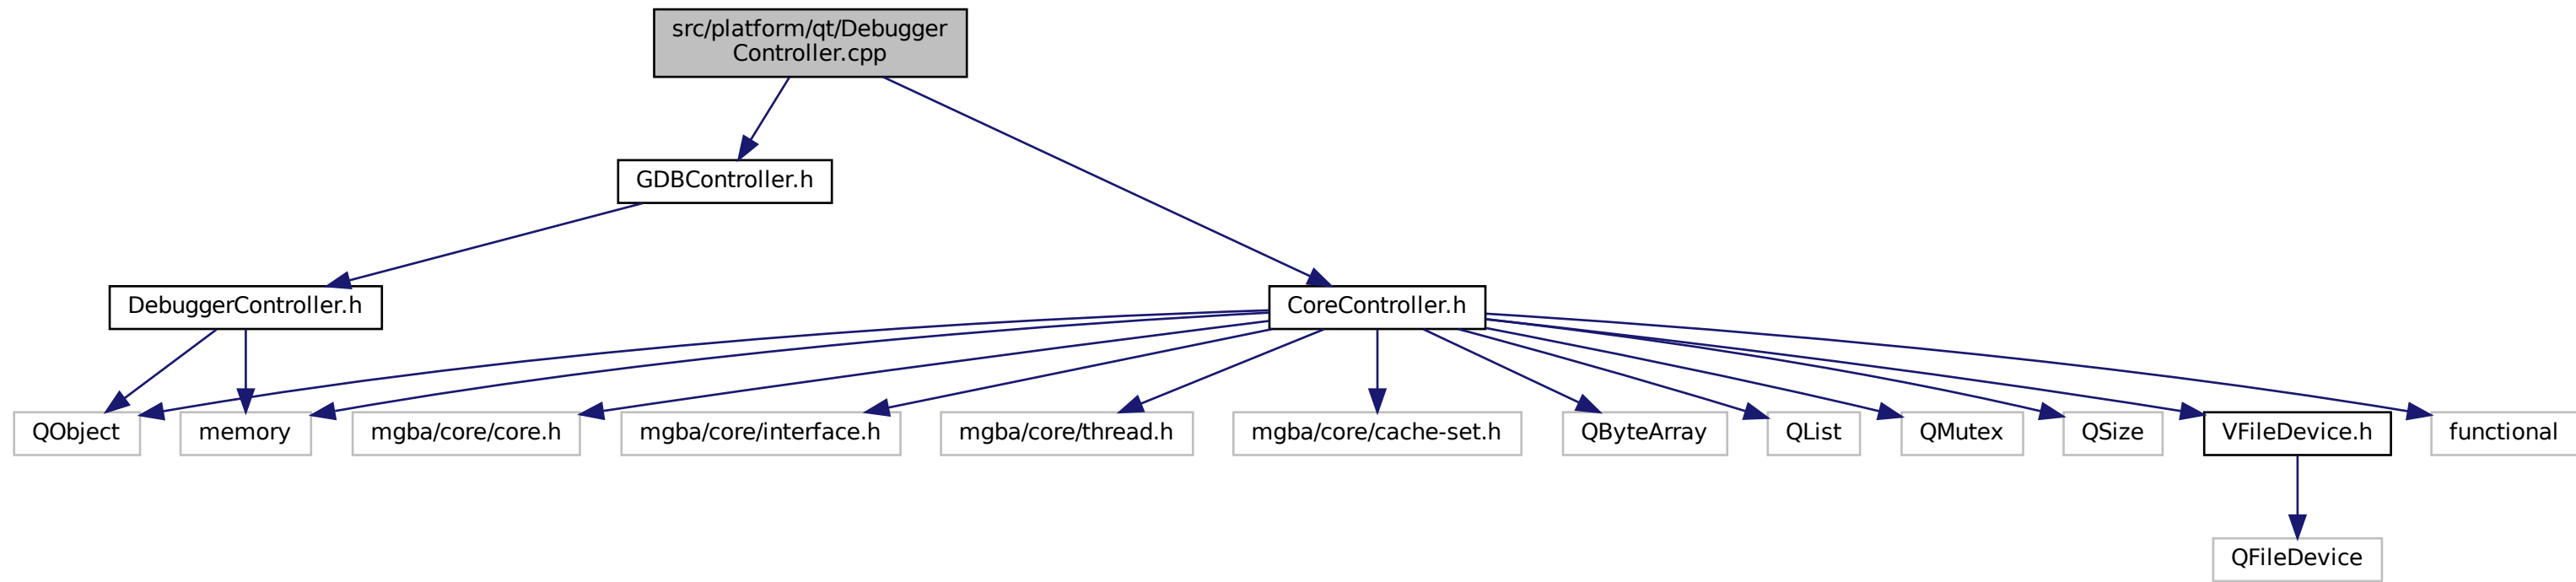 src/platform/qt/Debugger
Controller.cpp
GDBController.h
DebuggerController.h
CoreController.h
QObject
memory
mgba/core/core.h
mgba/core/interface.h
mgba/core/thread.h
mgba/core/cache-set.h
QByteArray
QList
QMutex
QSize
VFileDevice.h
functional
QFileDevice